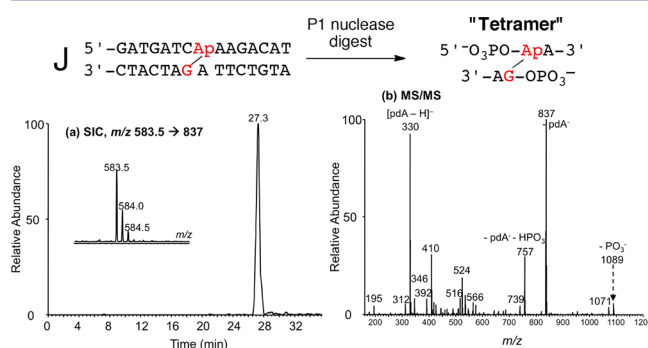 P1 nuclease
digest
"Tetramer"
J
5'-GATGATCApAAGACAT
3'-CTACTAG A TTCTGTA
5'⁻O₃PO-ApA-3'
3'-AG-OPO₃⁻
(a) SIC, m/z 583.5 → 837
27.3
583.5
584.0
584.5
m/z
Relative Abundance
100
50
0
0 4 8 12 16 20 24 28 32
Time (min)
(b) MS/MS
[pdA – H]⁻
330
837
- pdA⁻
- pdA⁻ - HPO₃
757
- PO₃⁻
1089
410
524
346
392
516
566
195
312
739
1071
Relative Abundance
100
50
0
200 300 400 500 600 700 800 900 1000 1100 120
m/z